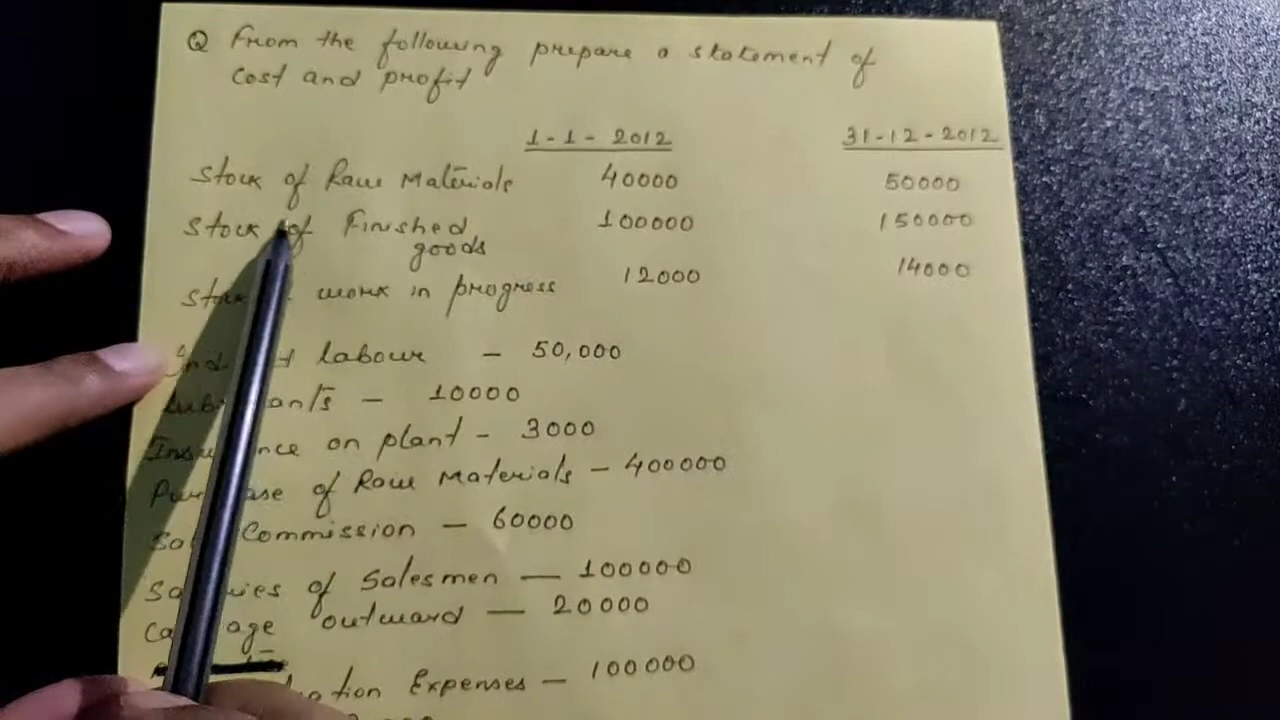 Q From the following prepare a statement of
cost and profit
1-1-2012 31-12-2012
Stock of Raw Materials 40000 50000
Stock of Finished 100000 150000
goods
work in progress 12000 14000
labour - 50,000
- 10000
on plant - 3000
of Raw Materials - 400000
Commission - 60000
of Salesmen - 100000
outward - 20000
Expenses - 100000